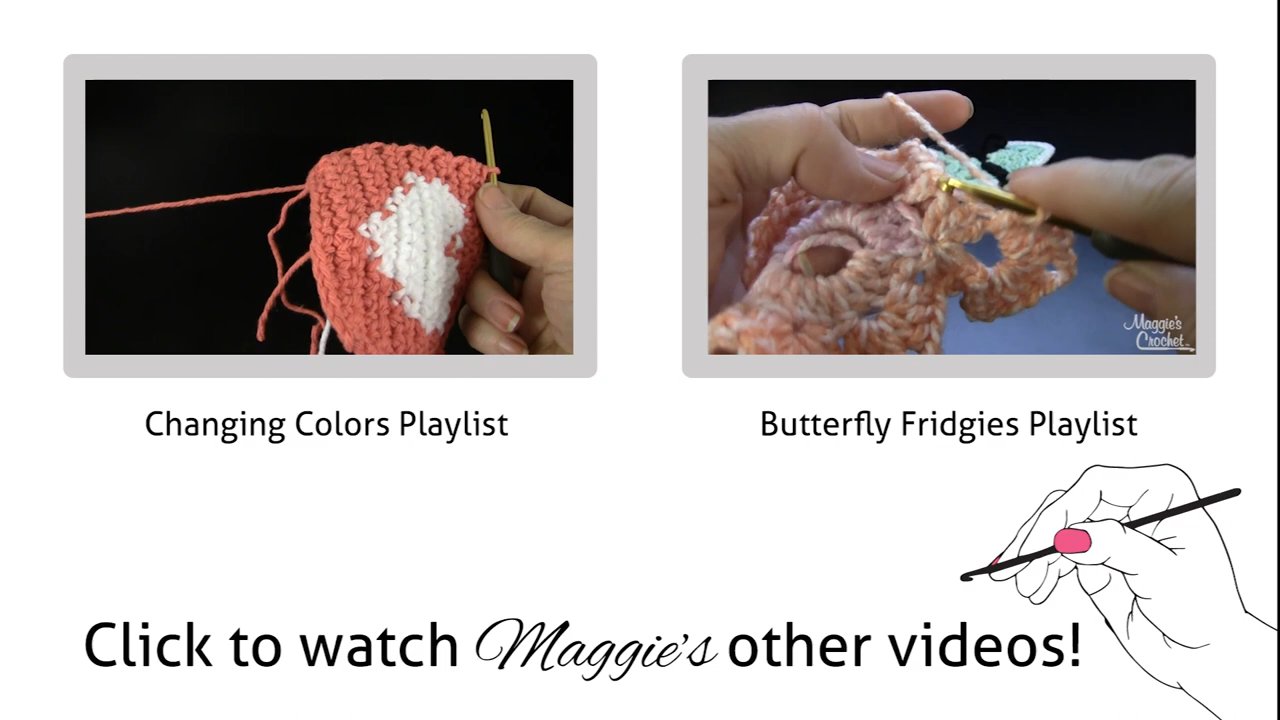 Maggie's
Crochet
Changing Colors Playlist
Butterfly Fridgies Playlist
Click to watch Maggie's other videos!